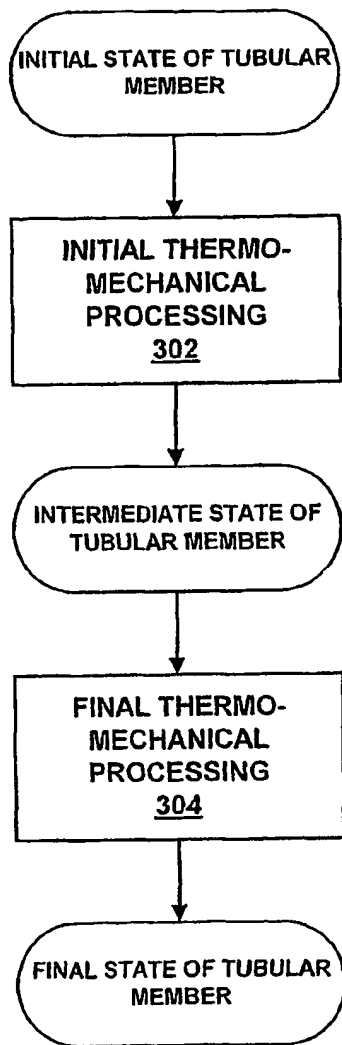 INITIAL STATE OF TUBULAR
MEMBER
INITIAL THERMO-
MECHANICAL
PROCESSING
302
INTERMEDIATE STATE OF
TUBULAR MEMBER
FINAL THERMO-
MECHANICAL
PROCESSING
304
FINAL STATE OF TUBULAR
MEMBER